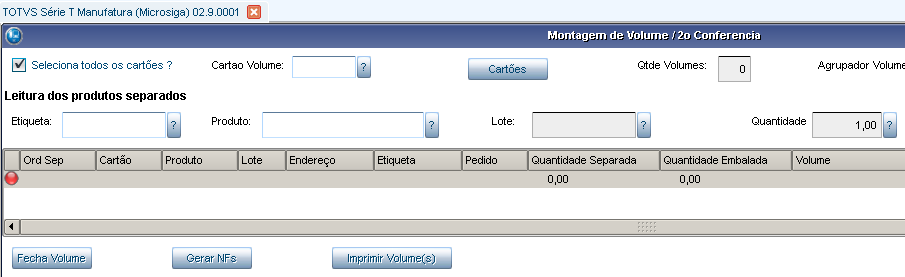 TOTVS Série T Manufatura (Microsiga) 02.9.0001
Montagem de Volume / 2o Conferencia
Seleciona todos os cartões ? Cartao Volume: ? Cartões Qtde Volumes: 0 Agrupador Volume
Leitura dos produtos separados
Etiqueta: ? Produto: ? Lote: ? Quantidade 1,00 ?
Ord Sep Cartão Produto Lote Endereço Etiqueta Pedido Quantidade Separada Quantidade Embalada Volume
0,00 0,00
Fecha Volume Gerar NFs Imprimir Volume(s)